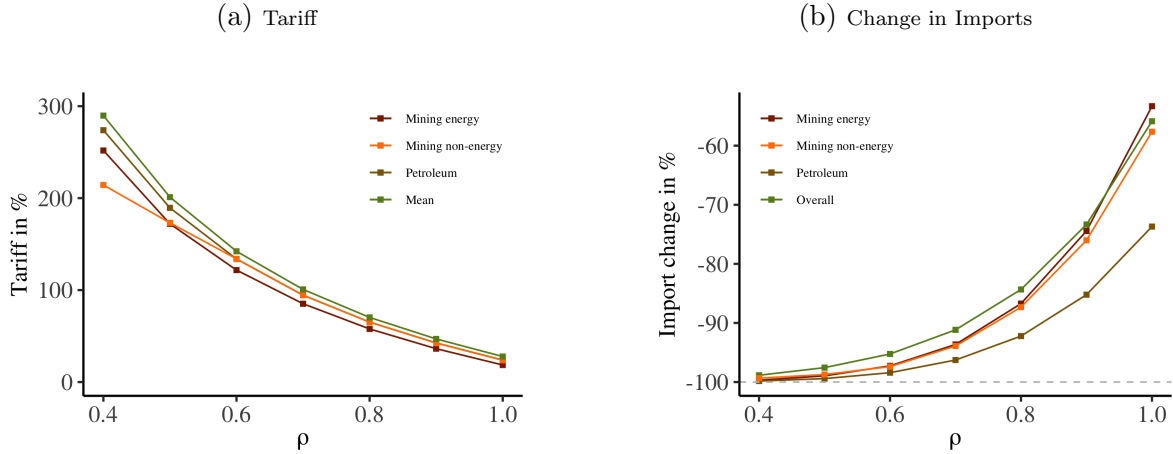 (a) Tariff
300
200
100
0
Tariff in %
0.4 0.6 0.8 1.0
ρ
Mining energy
Mining non-energy
Petroleum
Mean
(b) Change in Imports
-60
-70
-80
-90
-100
Import change in %
0.4 0.6 0.8 1.0
ρ
Mining energy
Mining non-energy
Petroleum
Overall